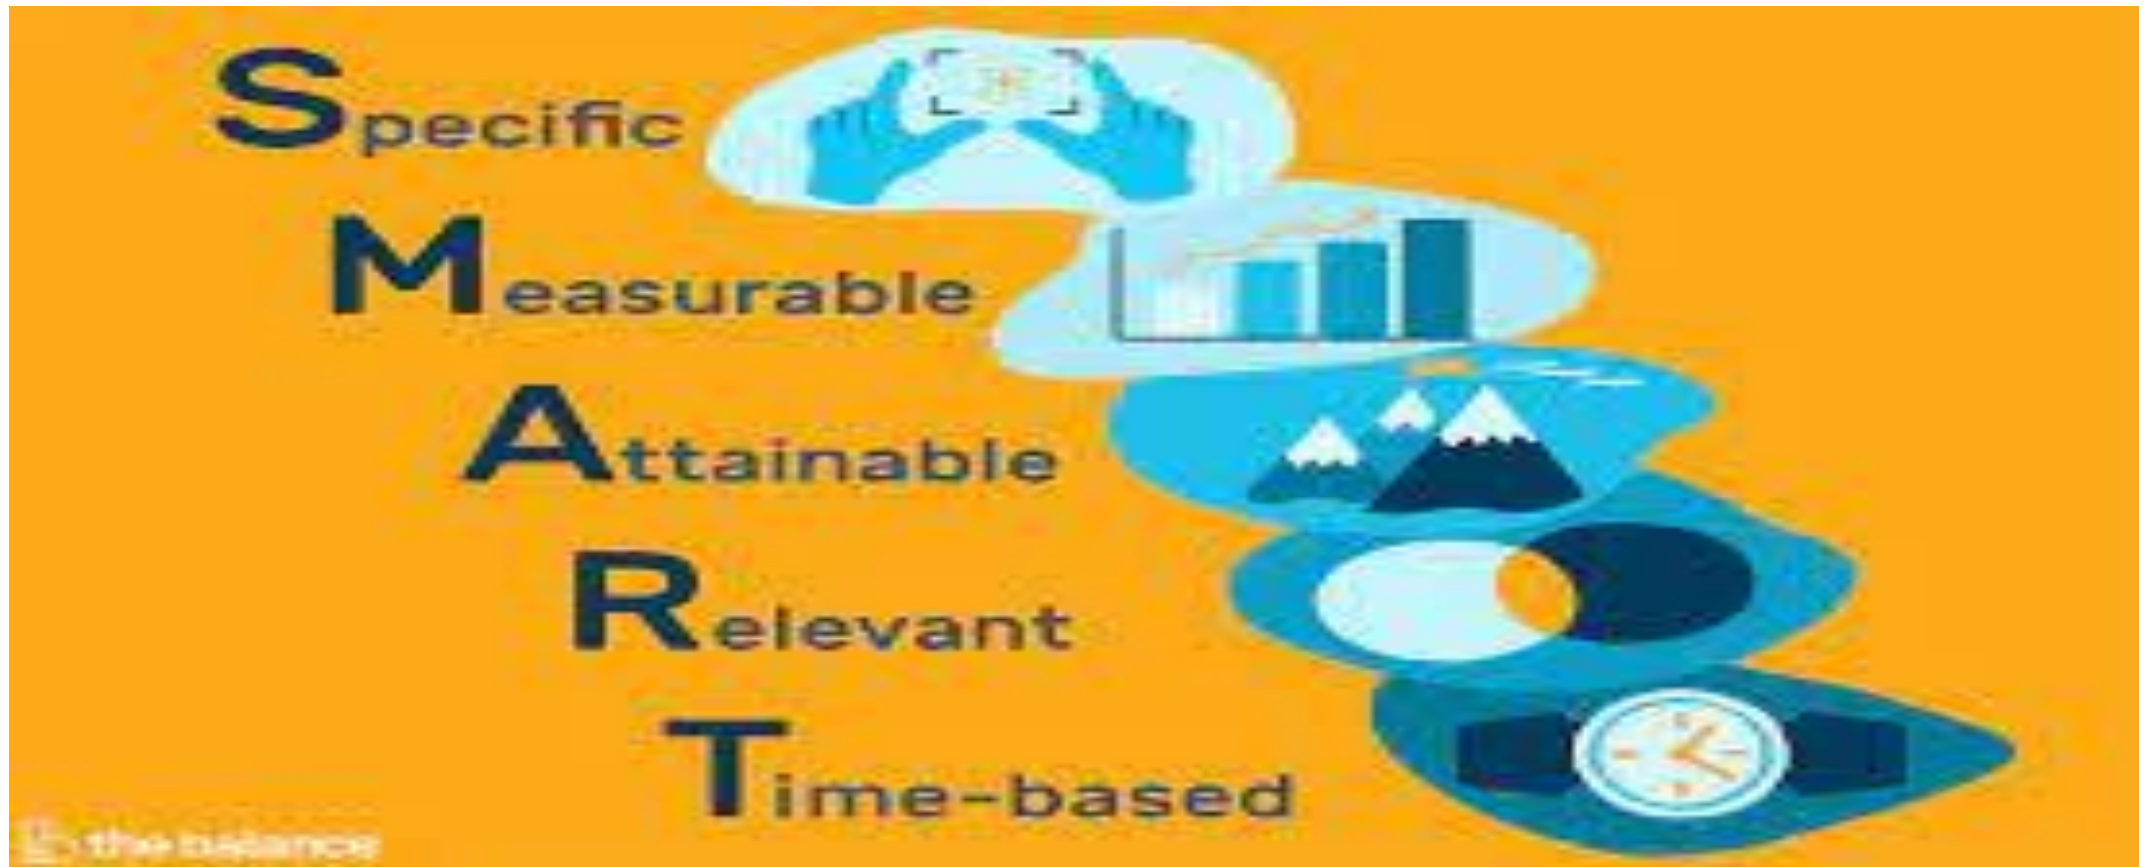 Specific
Measurable
Attainable
Relevant
Time-based
the balance